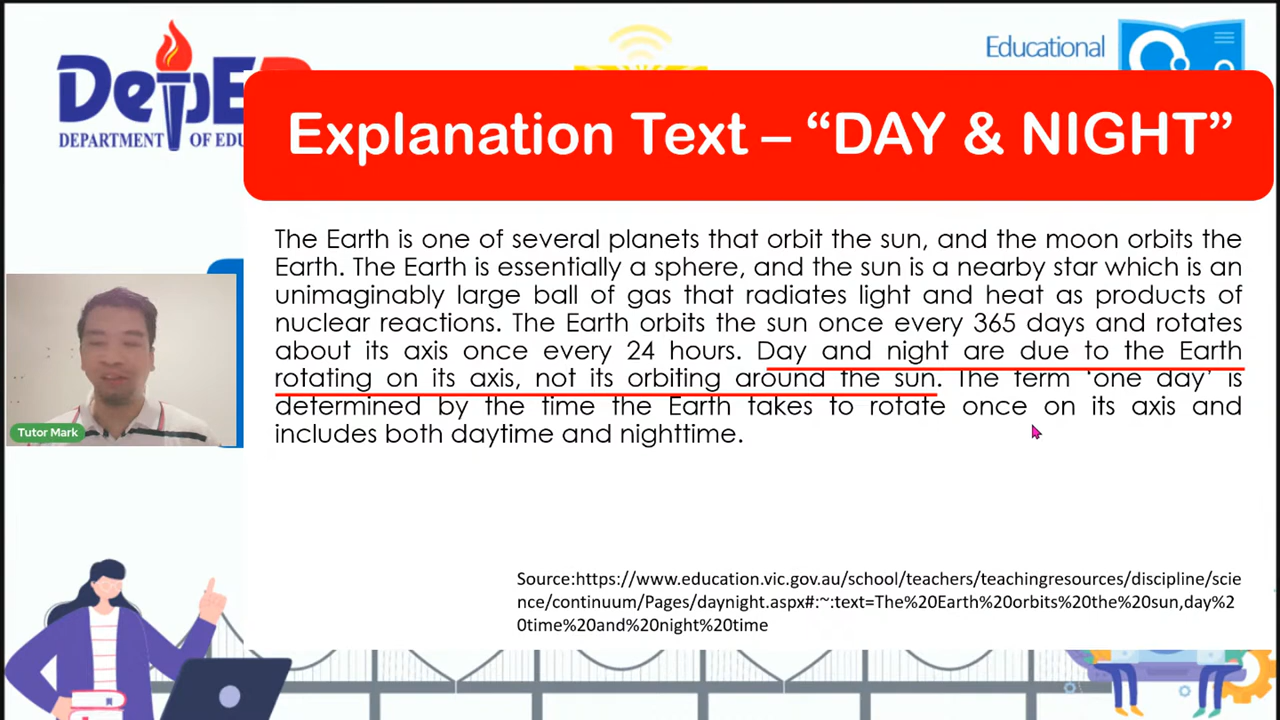 DepE
DEPARTMENT OF EDU
Educational
Explanation Text – “DAY & NIGHT”
The Earth is one of several planets that orbit the sun, and the moon orbits the
Earth. The Earth is essentially a sphere, and the sun is a nearby star which is an
unimaginably large ball of gas that radiates light and heat as products of
nuclear reactions. The Earth orbits the sun once every 365 days and rotates
about its axis once every 24 hours. Day and night are due to the Earth
rotating on its axis, not its orbiting around the sun. The term ‘one day’ is
determined by the time the Earth takes to rotate once on its axis and
includes both daytime and nighttime.
Tutor Mark
Source:https://www.education.vic.gov.au/school/teachers/teachingresources/discipline/scie
nce/continuum/Pages/daynight.aspx#:~:text=The%20Earth%20orbits%20the%20sun,day%2
0time%20and%20night%20time